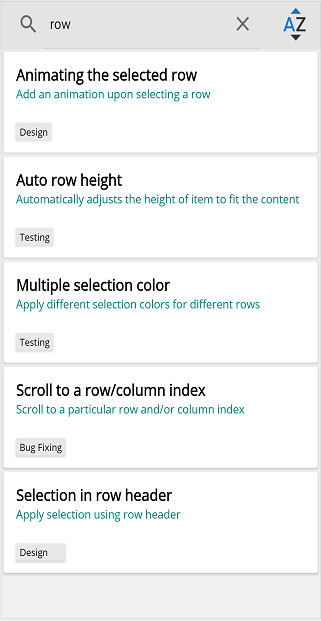 row
AZ
Animating the selected row
Add an animation upon selecting a row
Design
Auto row height
Automatically adjusts the height of item to fit the content
Testing
Multiple selection color
Apply different selection colors for different rows
Testing
Scroll to a row/column index
Scroll to a particular row and/or column index
Bug Fixing
Selection in row header
Apply selection using row header
Design